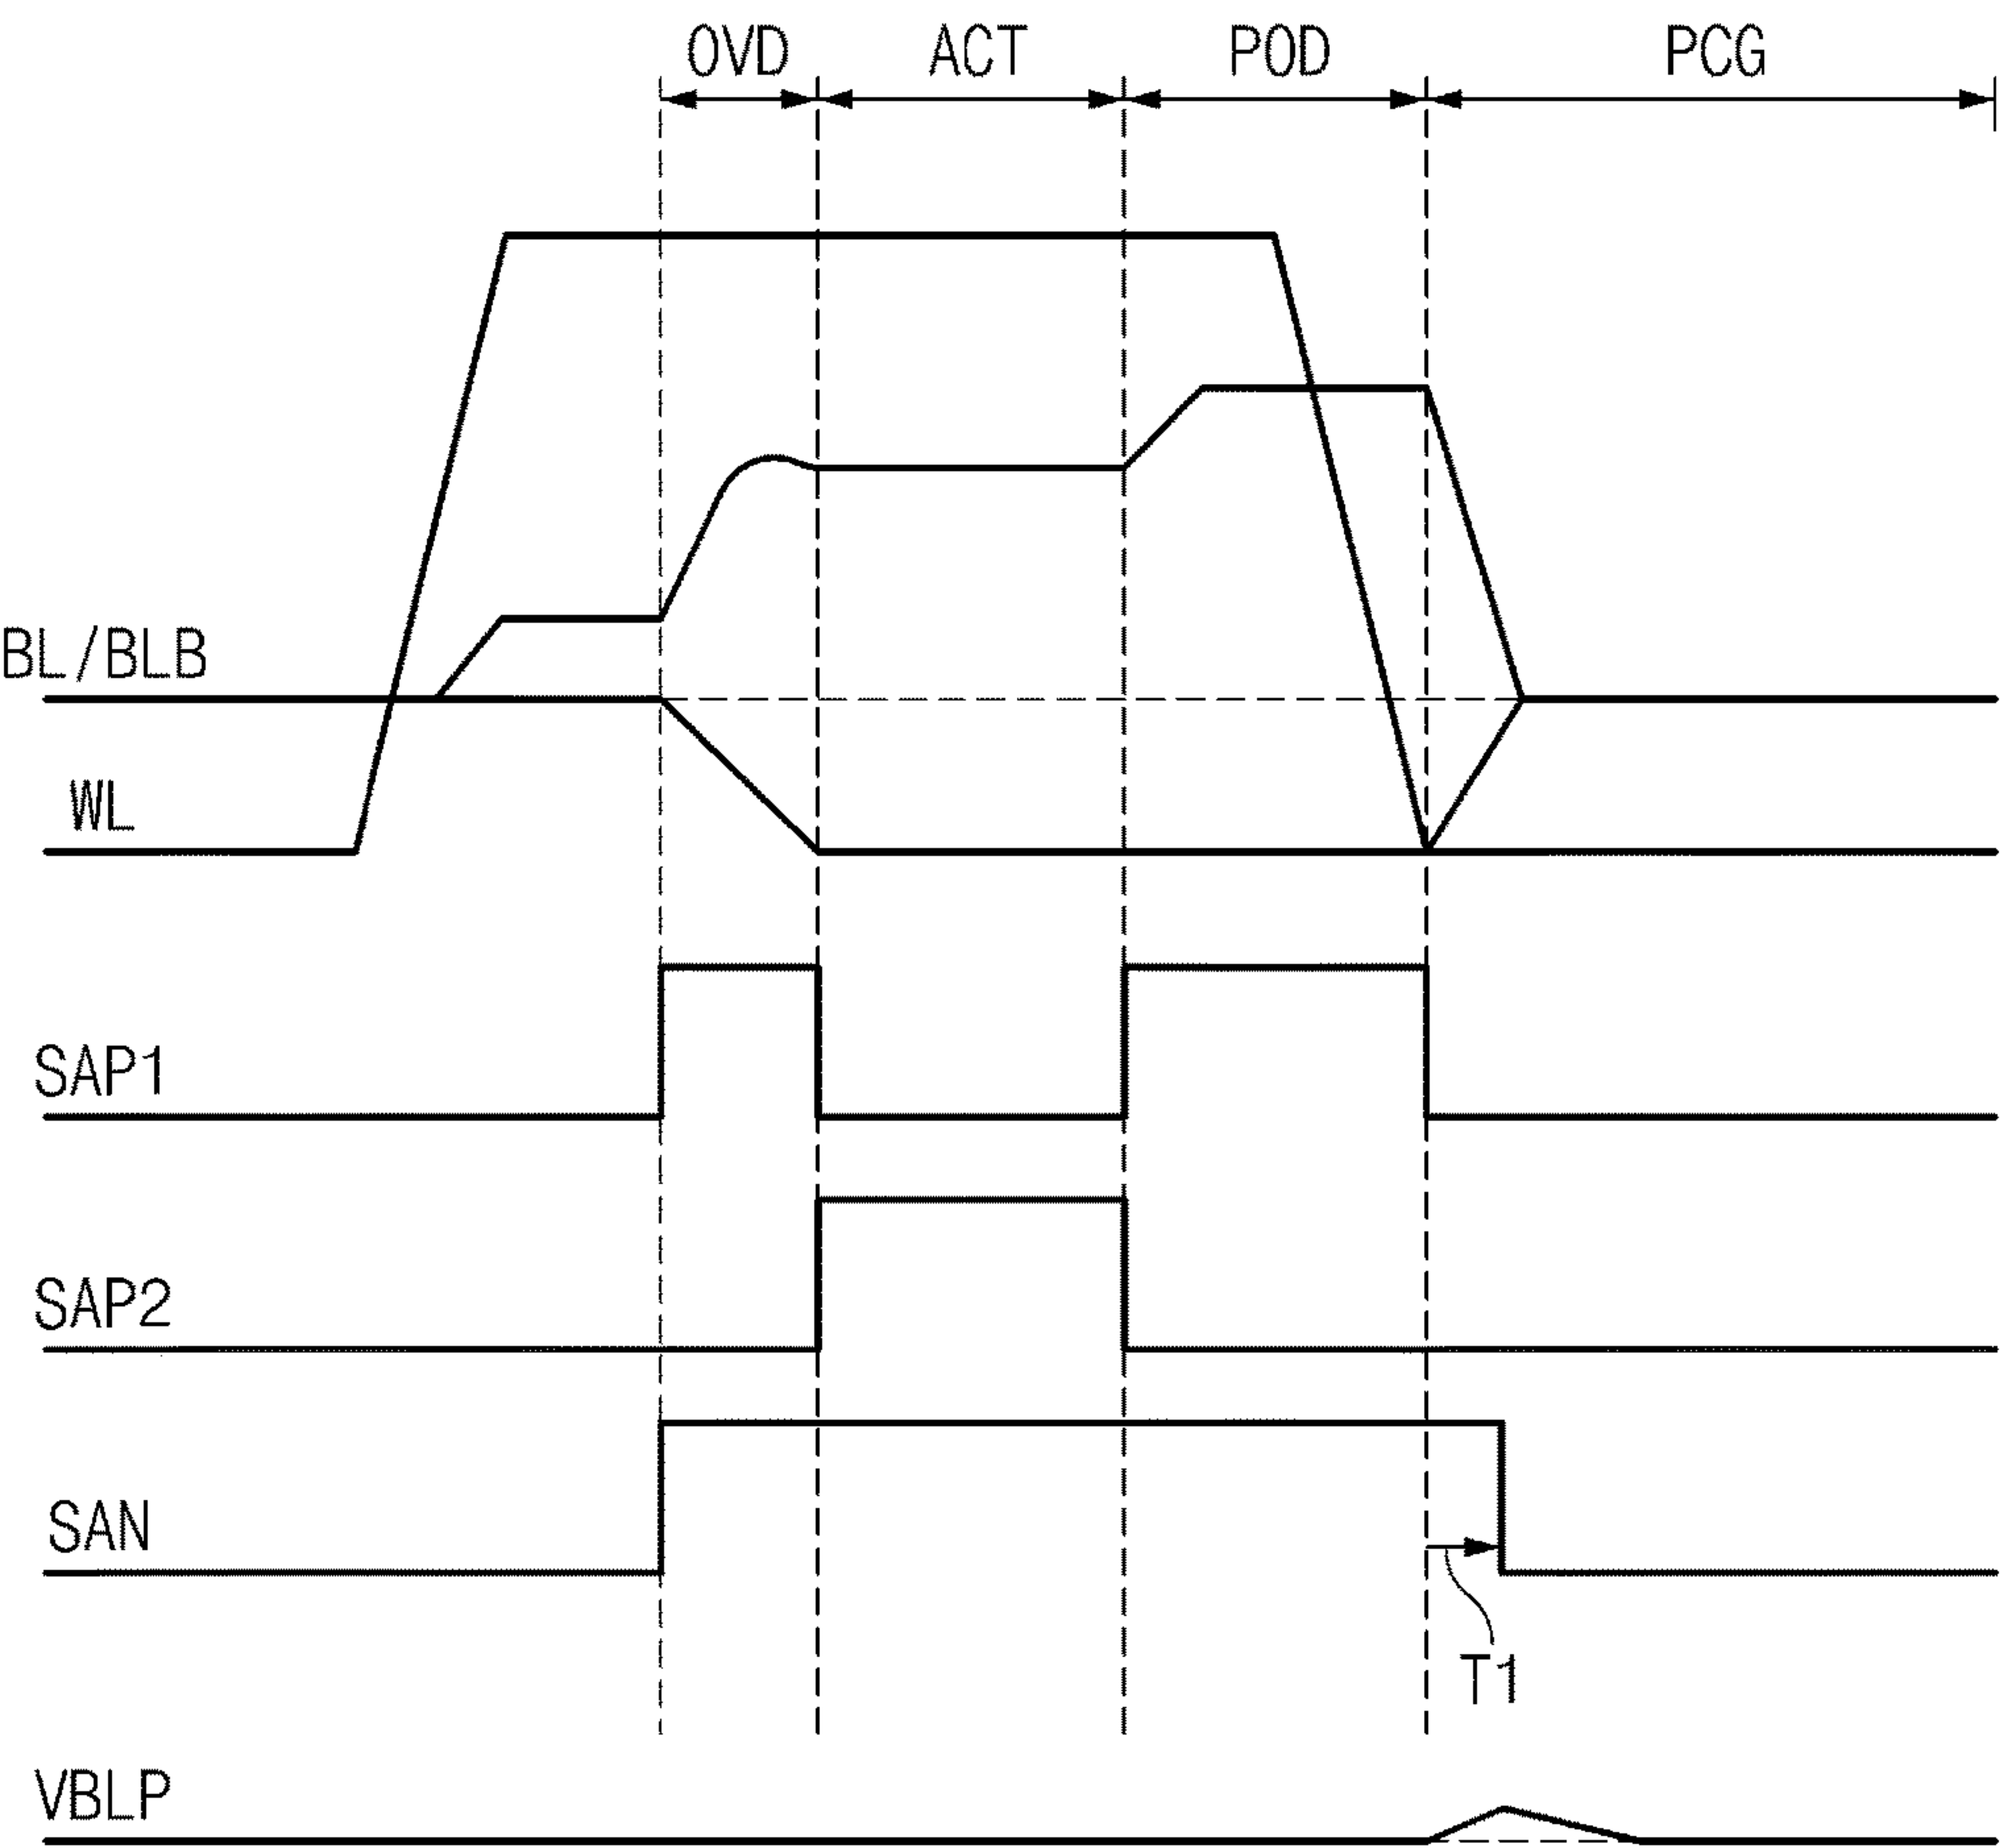 OVD ACT POD PCG
BL/BLB
WL
SAP1
SAP2
SAN
T1
VBLP